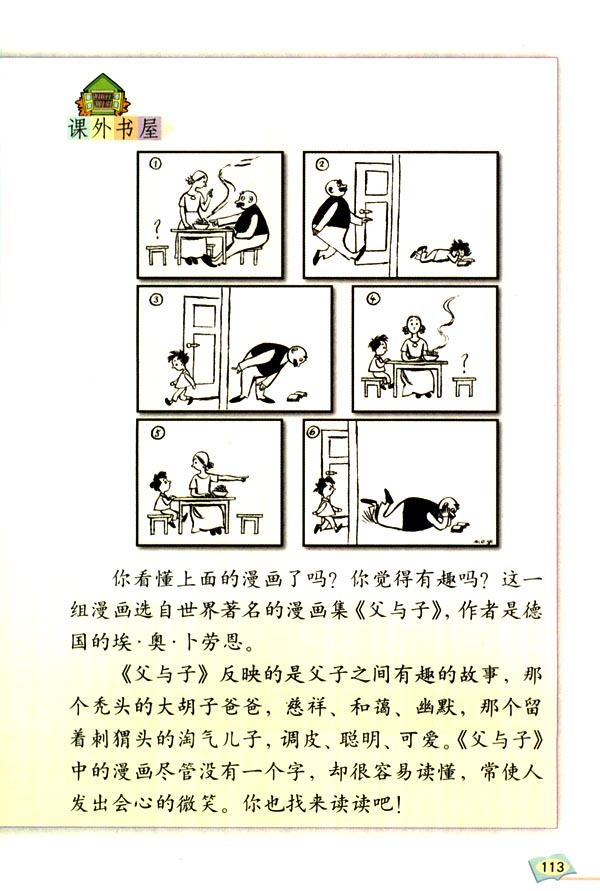 课外书屋
①
②
?
③
④
?
⑤
⑥
你看懂上面的漫画了吗？你觉得有趣吗？这一
组漫画选自世界著名的漫画集《父与子》，作者是德
国的埃·奥·卜劳恩。
《父与子》反映的是父子之间有趣的故事，那
个秃头的大胡子爸爸，慈祥、和蔼、幽默，那个留
着刺猬头的淘气儿子，调皮、聪明、可爱。《父与子》
中的漫画尽管没有一个字，却很容易读懂，常使人
发出会心的微笑。你也找来读读吧！
113